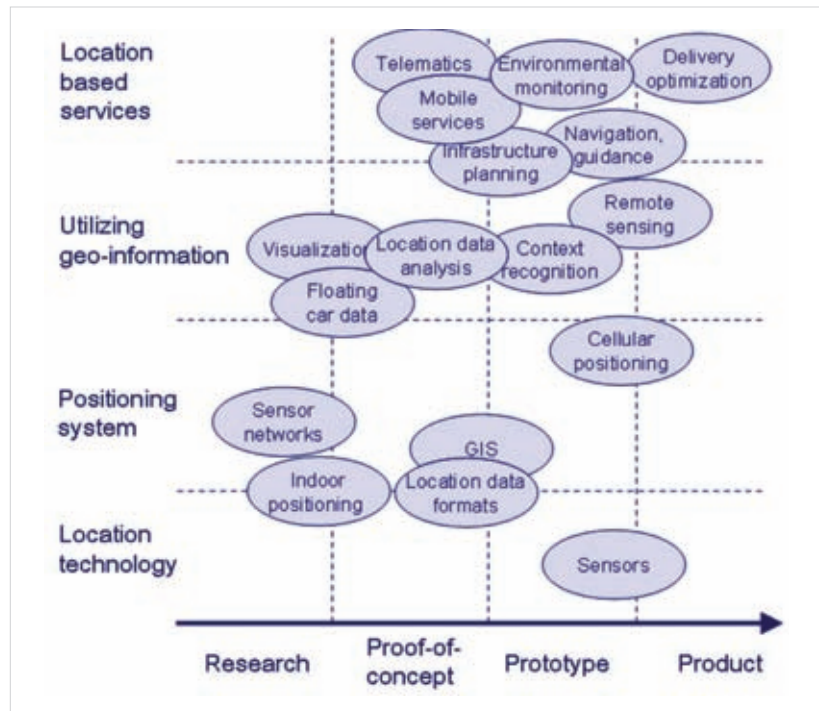 Location
based
services
Telematics
Environmental
monitoring
Delivery
optimization
Mobile
services
Navigation,
guidance
Infrastructure
planning
Remote
sensing
Utilizing
geo-information
Visualization
Location data
analysis
Context
recognition
Floating
car data
Cellular
positioning
Positioning
system
Sensor
networks
GIS
Indoor
positioning
Location data
formats
Location
technology
Sensors
Research
Proof-of-
concept
Prototype
Product